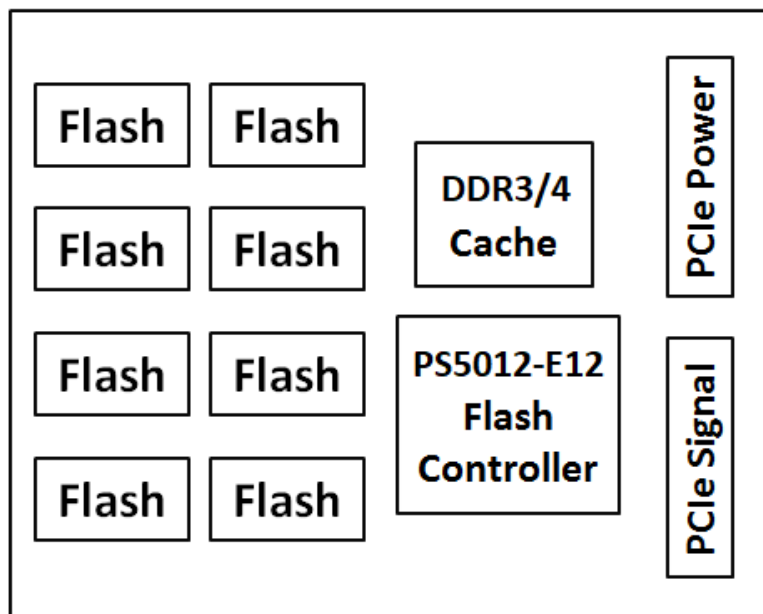 Flash
Flash
Flash
Flash
Flash
Flash
Flash
Flash
DDR3/4
Cache
PS5012-E12
Flash
Controller
PCIe Power
PCIe Signal